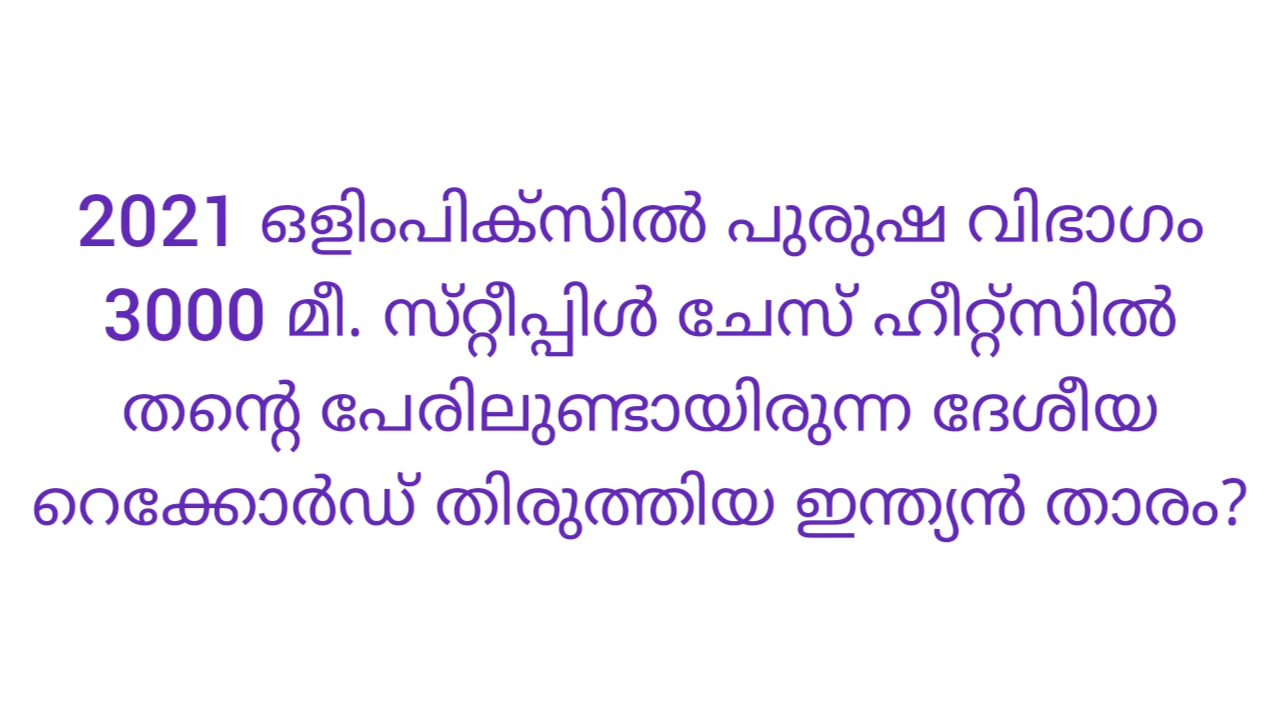 2021 ഒളിംപിക്സിൽ പുരുഷ വിഭാഗം
3000 മീ. സ്റ്റീപ്പിൾ ചേസ് ഹീറ്റ്സിൽ
തന്റെ പേരിലുണ്ടായിരുന്ന ദേശീയ
റെക്കോർഡ് തിരുത്തിയ ഇന്ത്യൻ താരം?